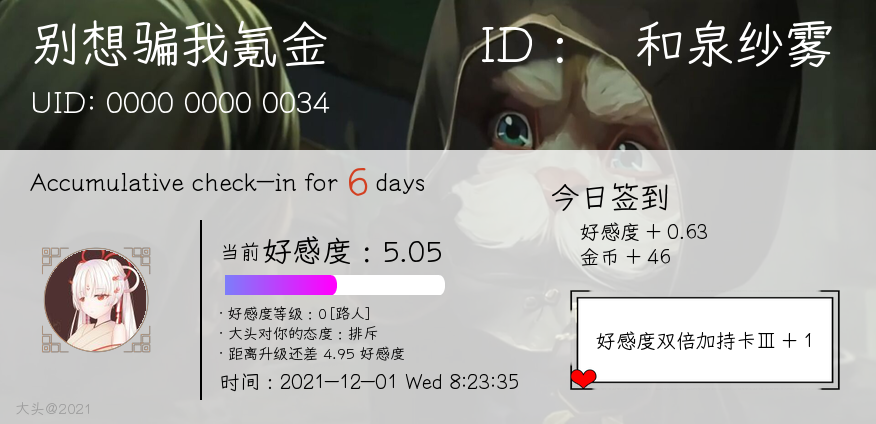 别想骗我氪金
ID： 和泉纱雾
UID: 0000 0000 0034
Accumulative check-in for 6 days
当前好感度：5.05
·好感度等级：0[路人]
·大头对你的态度：排斥
·距离升级还差 4.95 好感度
时间：2021-12-01 Wed 8:23:35
今日签到
好感度 + 0.63
金币 + 46
好感度双倍加持卡Ⅲ + 1
大头@2021